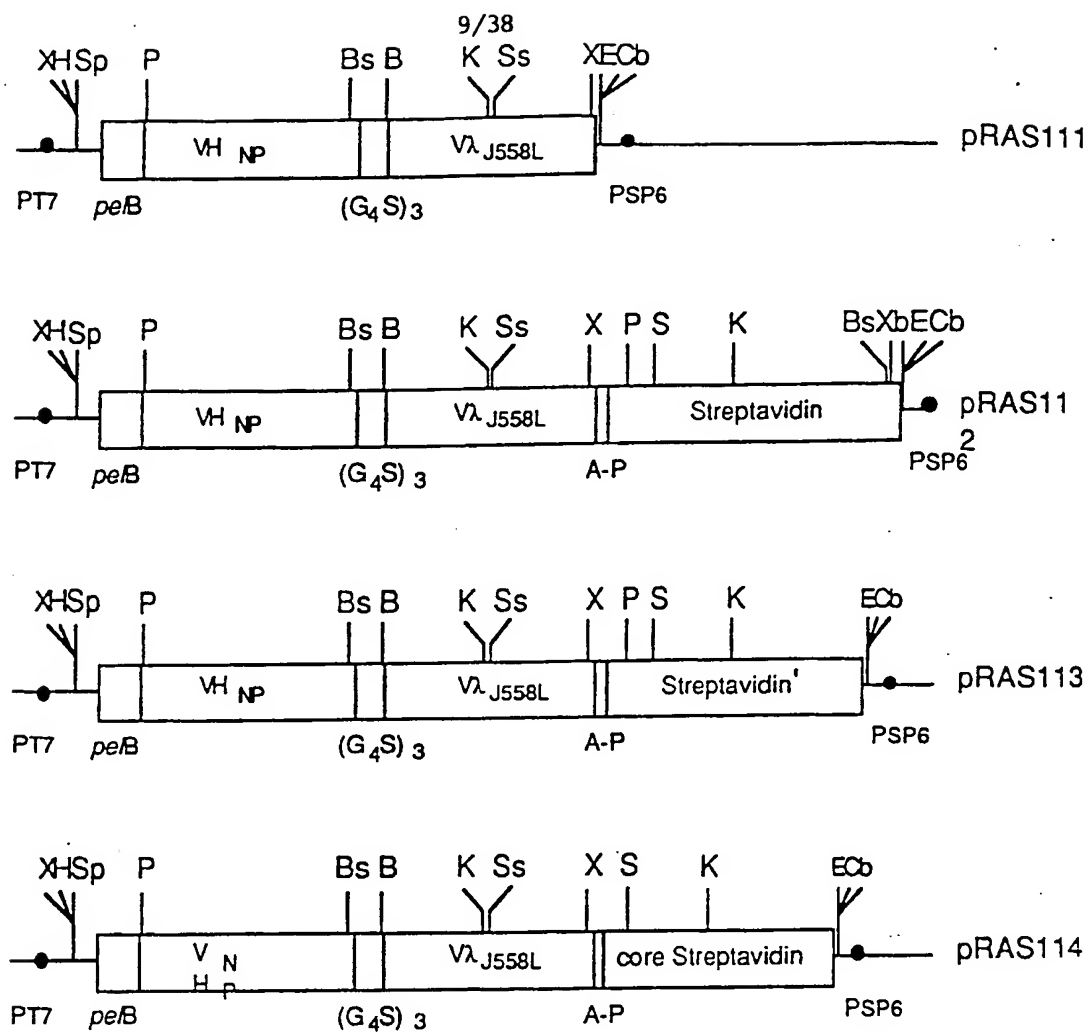 9/38
XHSp P Bs B K Ss XECb
VH NP Vλ J558L pRAS111
PT7 pelB (G4S)3 PSP6
XHSp P Bs B K Ss X P S K BsXbECb
VH NP Vλ J558L Streptavidin pRAS11
2
PT7 pelB (G4S)3 A-P PSP6
XHSp P Bs B K Ss X P S K ECb
VH NP Vλ J558L Streptavidin' pRAS113
PT7 pelB (G4S)3 A-P PSP6
XHSp P Bs B K Ss X S K ECb
V N Vλ J558L core Streptavidin pRAS114
H P
PT7 pelB (G4S)3 A-P PSP6